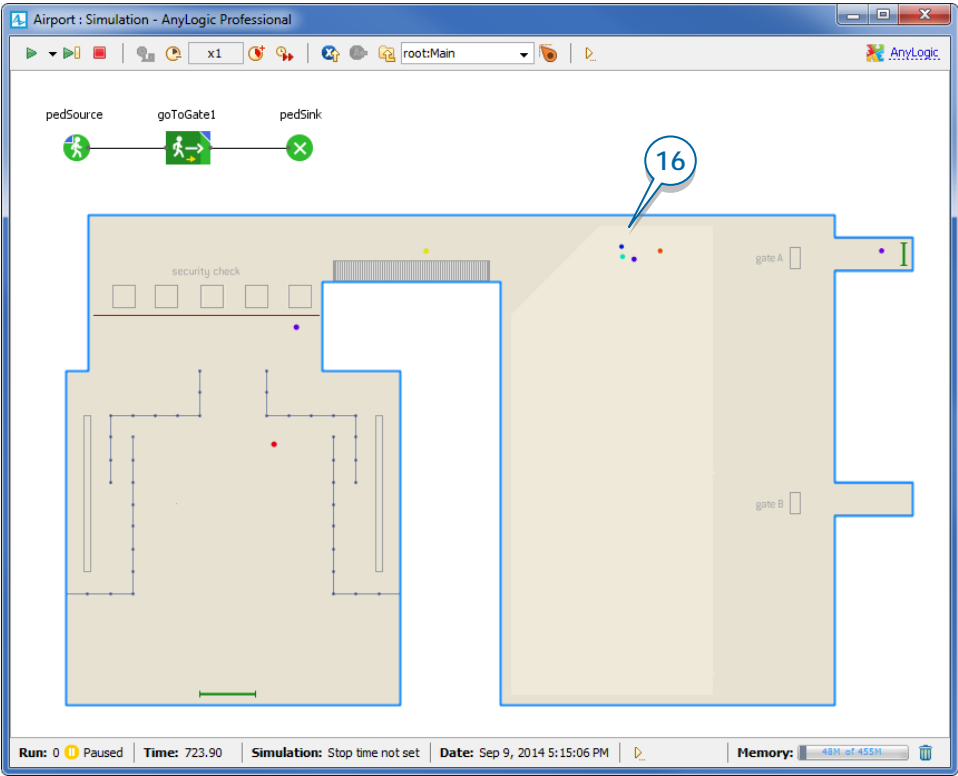 Airport : Simulation - AnyLogic Professional
x1
root:Main
AnyLogic
pedSource
goToGate1
pedSink
16
security check
gate A
gate B
Run: 0 Paused
Time: 723.90
Simulation: Stop time not set
Date: Sep 9, 2014 5:15:06 PM
Memory:
48M of 455M